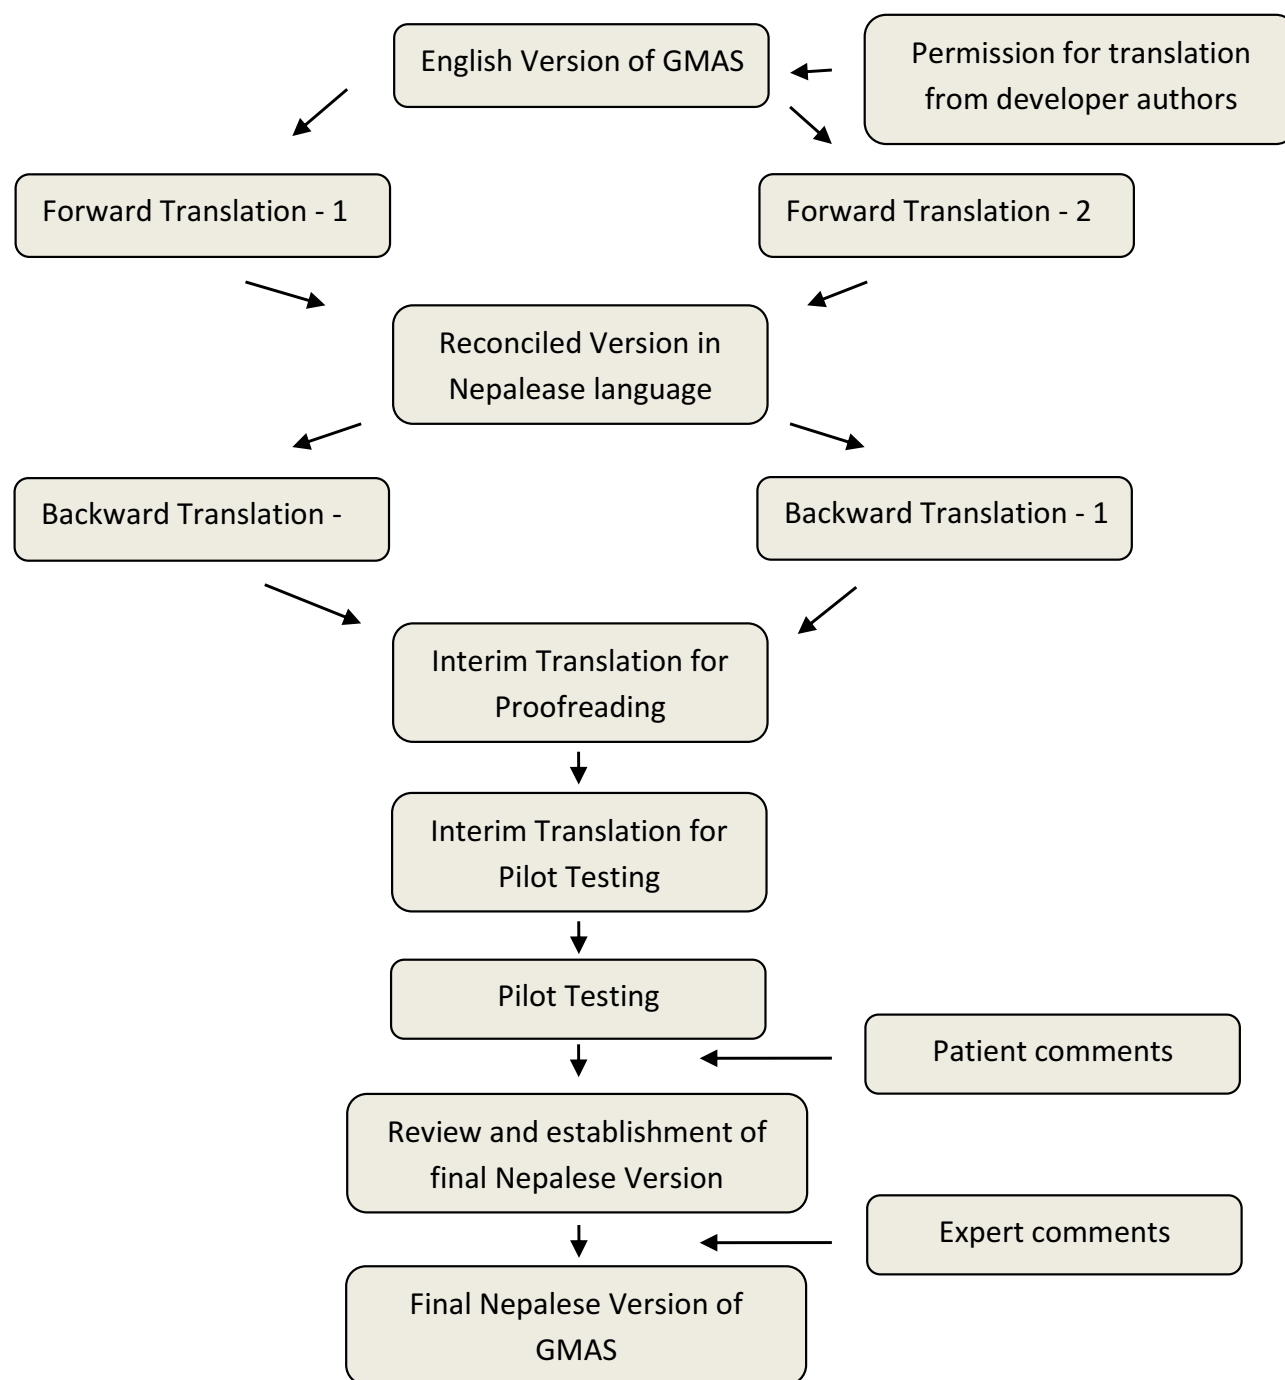 English Version of GMAS
Permission for translation
from developer authors
Forward Translation - 1
Forward Translation - 2
Reconciled Version in
Nepalease language
Backward Translation -
Backward Translation - 1
Interim Translation for
Proofreading
Interim Translation for
Pilot Testing
Pilot Testing
Patient comments
Review and establishment of
final Nepalese Version
Expert comments
Final Nepalese Version of
GMAS